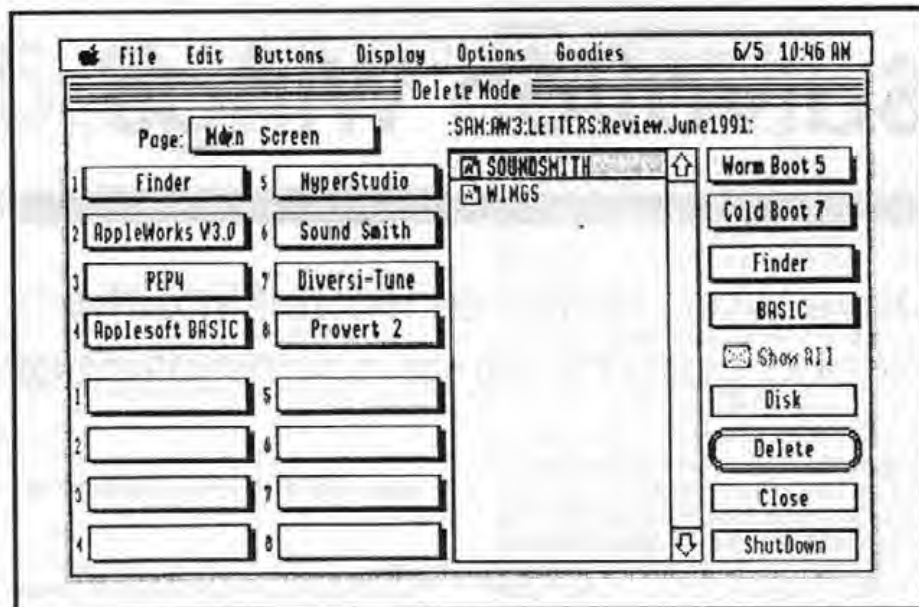 File Edit Buttons Display Options Goodies 6/5 10:46 AM
Delete Mode
Page: Main Screen
:SAM:AW3:LETTERS:Review.June1991:
1 Finder
2 AppleWorks V3.0
3 PEP4
4 Applesoft BASIC
5 HyperStudio
6 Sound Smith
7 Diversi-Tune
8 Provert 2
1
2
3
4
5
6
7
8
SOUNDSMITH
WINGS
Worm Boot 5
Cold Boot 7
Finder
BASIC
Show All
Disk
Delete
Close
ShutDown